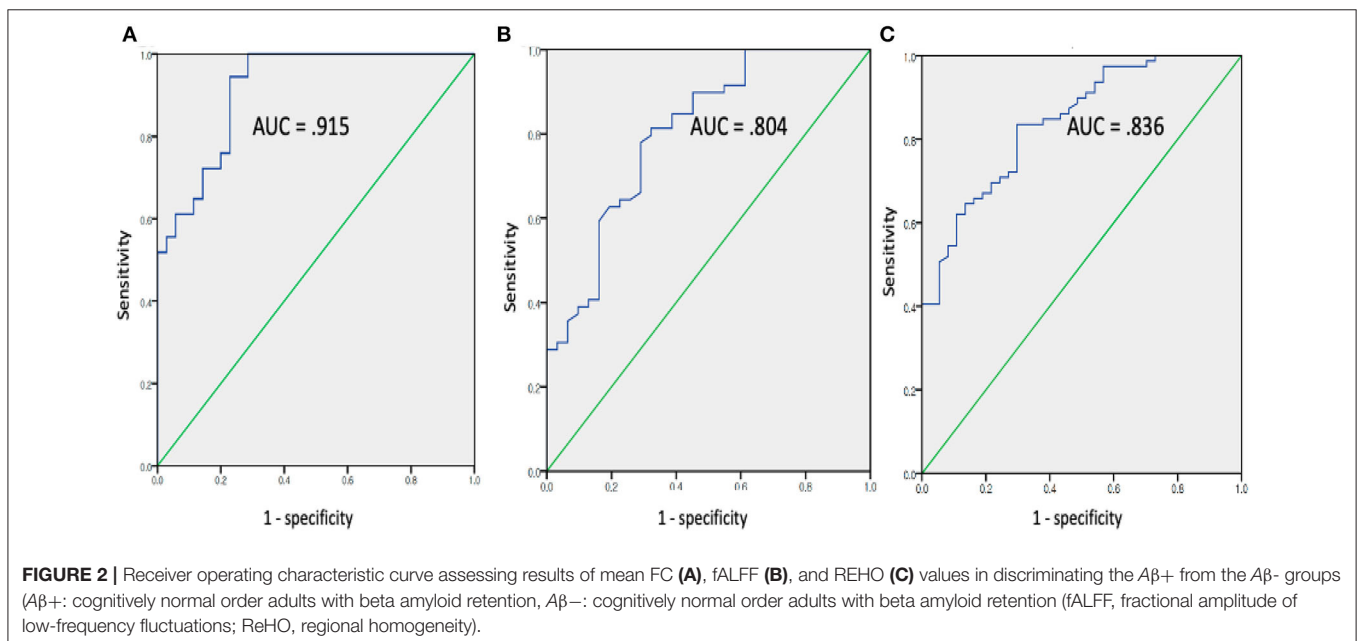 A
B
C
1.0
0.8
0.6
0.4
0.2
0.0
0.0
0.2
0.4
0.6
0.8
1.0
Sensitivity
1 - specificity
AUC = .915
1.0
0.8
0.6
0.4
0.2
0.0
0.0
0.2
0.4
0.6
0.8
1.0
Sensitivity
1 - specificity
AUC = .804
1.0
0.8
0.6
0.4
0.2
0.0
0.0
0.2
0.4
0.6
0.8
1.0
Sensitivity
1 - specificity
AUC = .836
FIGURE 2 | Receiver operating characteristic curve assessing results of mean FC (A), fALFF (B), and REHO (C) values in discriminating the Aβ+ from the Aβ- groups
(Aβ+: cognitively normal order adults with beta amyloid retention, Aβ−: cognitively normal order adults with beta amyloid retention (fALFF, fractional amplitude of
low-frequency fluctuations; ReHO, regional homogeneity).